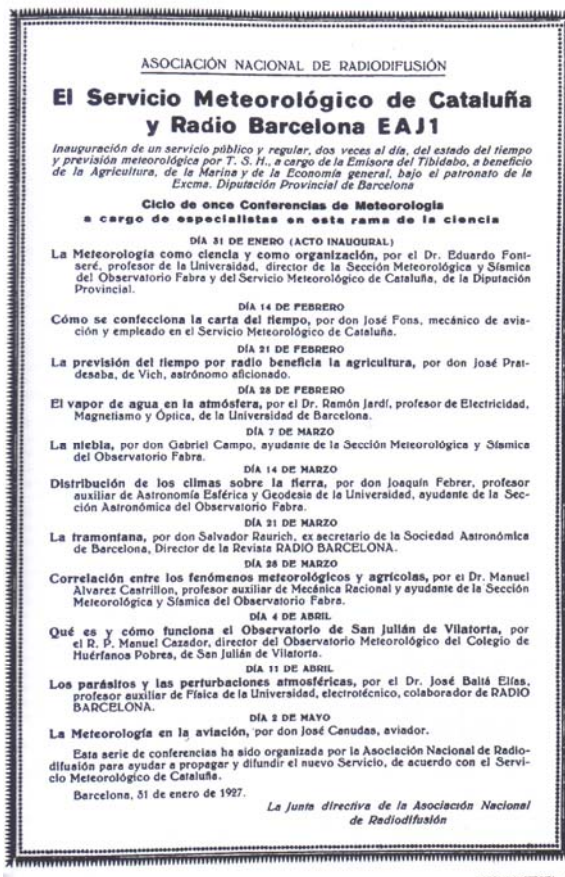 ASOCIACIÓN NACIONAL DE RADIODIFUSIÓN
El Servicio Meteorológico de Cataluña
y Radio Barcelona EAJ1
Inauguración de un servicio público y regular, dos veces al día, del estado del tiempo
y previsión meteorológica por T. S. H., a cargo de la Emisora del Tibidabo, a beneficio
de la Agricultura, de la Marina y de la Economía general, bajo el patronato de la
Excma. Diputación Provincial de Barcelona
Ciclo de once Conferencias de Meteorología
a cargo de especialistas en esta rama de la ciencia
DÍA 31 DE ENERO (ACTO INAUGURAL)
La Meteorología como ciencia y como organización, por el Dr. Eduardo Font-
seré, profesor de la Universidad, director de la Sección Meteorológica y Sísmica
del Observatorio Fabra y del Servicio Meteorológico de Cataluña, de la Diputación
Provincial.
DÍA 14 DE FEBRERO
Cómo se confecciona la carta del tiempo, por don José Fons, mecánico de avia-
ción y empleado en el Servicio Meteorológico de Cataluña.
DÍA 21 DE FEBRERO
La previsión del tiempo por radio beneficia la agricultura, por don José Prat-
desaba, de Vich, astrónomo aficionado.
DÍA 28 DE FEBRERO
El vapor de agua en la atmósfera, por el Dr. Ramón Jardí, profesor de Electricidad,
Magnetismo y Óptica, de la Universidad de Barcelona.
DÍA 7 DE MARZO
La niebla, por don Gabriel Campo, ayudante de la Sección Meteorológica y Sísmica
del Observatorio Fabra.
DÍA 14 DE MARZO
Distribución de los climas sobre la tierra, por don Joaquín Febrer, profesor
auxiliar de Astronomía Esférica y Geodesia de la Universidad, ayudante de la Sec-
ción Astronómica del Observatorio Fabra.
DÍA 21 DE MARZO
La tramontana, por don Salvador Raurich, ex secretario de la Sociedad Astronómica
de Barcelona, Director de la Revista RADIO BARCELONA.
DÍA 28 DE MARZO
Correlación entre los fenómenos meteorológicos y agrícolas, por el Dr. Manuel
Alvarez Castrillon, profesor auxiliar de Mecánica Racional y ayudante de la Sección
Meteorológica y Sísmica del Observatorio Fabra.
DÍA 4 DE ABRIL
Qué es y cómo funciona el Observatorio de San Julián de Vilatorta, por
el R. P. Manuel Cazador, director del Observatorio Meteorológico del Colegio de
Huérfanos Pobres, de San Julián de Vilatorta.
DÍA 11 DE ABRIL
Los parásitos y las perturbaciones atmosféricas, por el Dr. José Baltá Elías,
profesor auxiliar de Física de la Universidad, electrotécnico, colaborador de RADIO
BARCELONA.
DÍA 2 DE MAYO
La Meteorología en la aviación, por don José Canudas, aviador.
Esta serie de conferencias ha sido organizada por la Asociación Nacional de Radio-
difusión para ayudar a propagar y difundir el nuevo Servicio, de acuerdo con el Servi-
cio Meteorológico de Cataluña.
Barcelona, 31 de enero de 1927.
La Junta directiva de la Asociación Nacional
de Radiodifusión